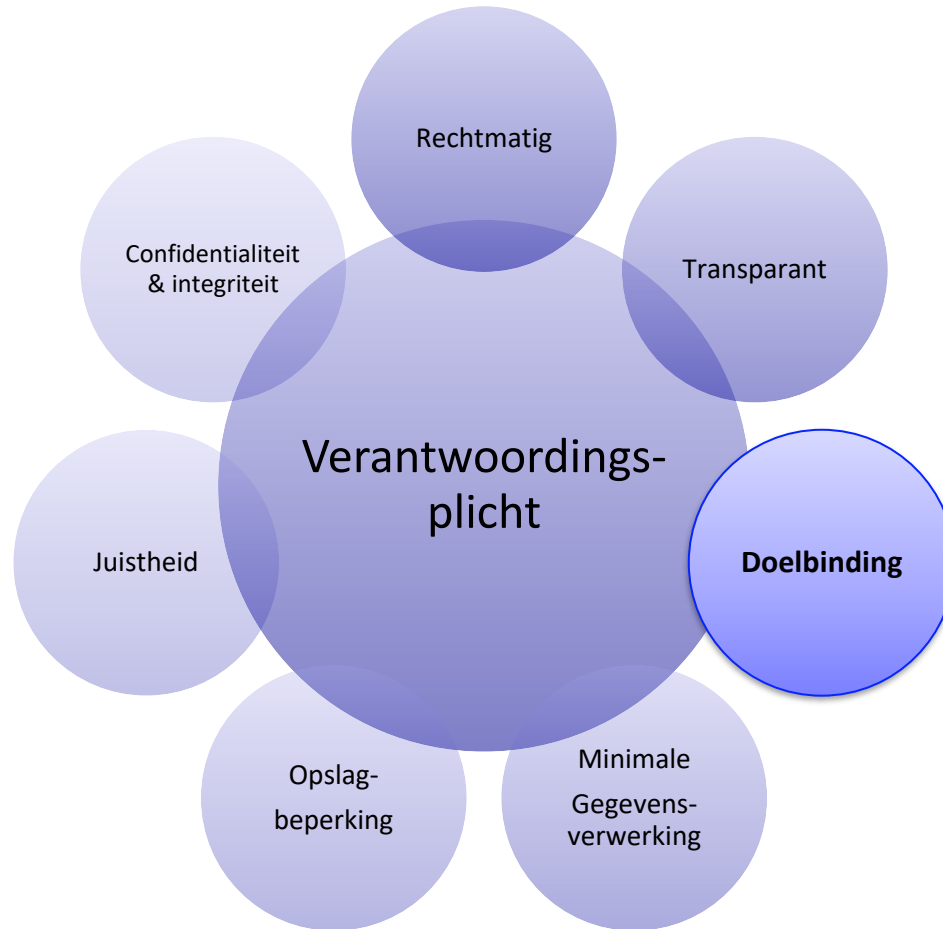 Rechtmatig
Transparant
Doelbinding
Minimale
Gegevens-
verwerking
Opslag-
beperking
Juistheid
Confidentialiteit
& integriteit
Verantwoordings-
plicht